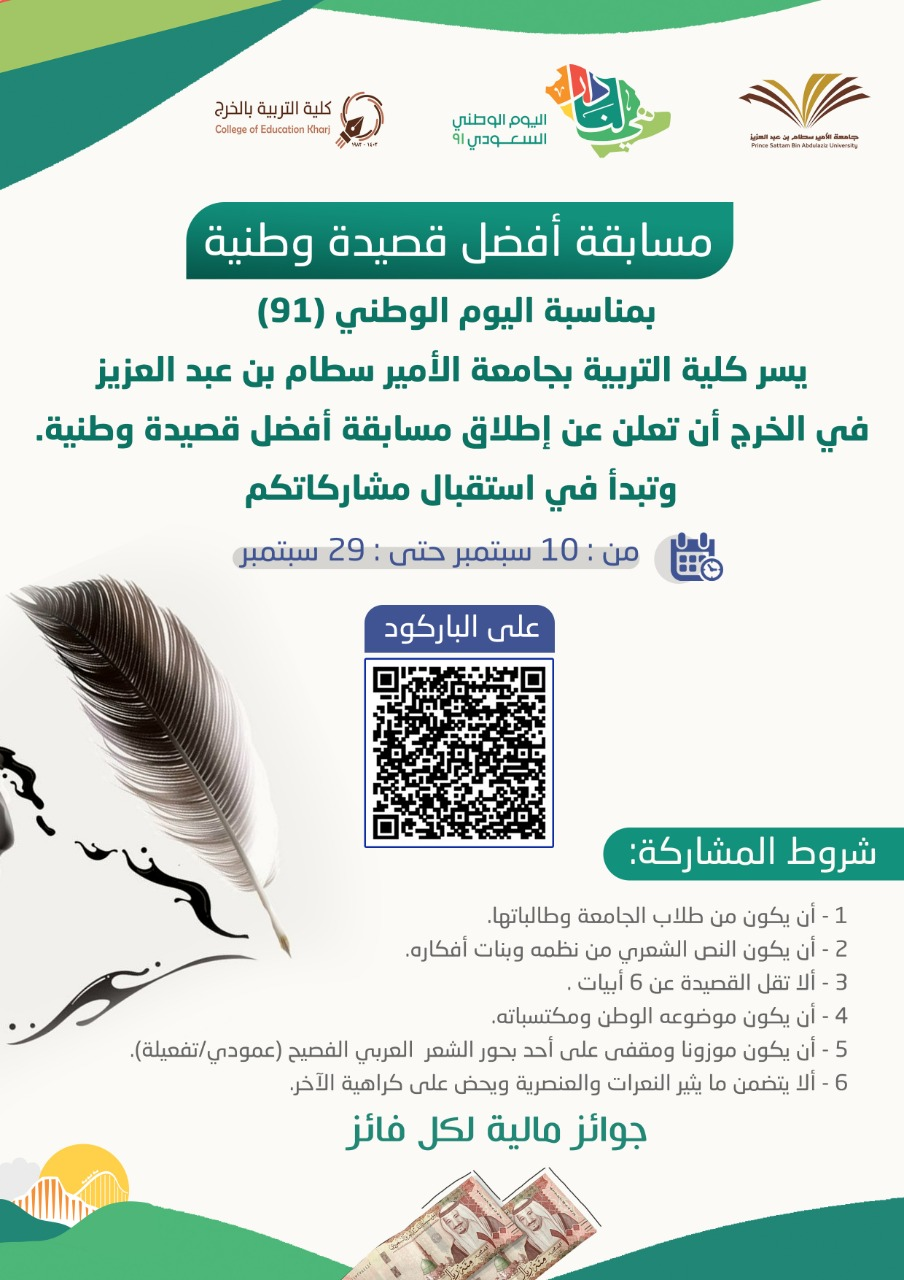 كلية التربية بالخرج
College of Education Kharj
١٤٠٣ - ١٩٨٣
اليوم الوطني
السعودي ٩١
هي لنا دار
جامعة الأمير سطام بن عبد العزيز
Prince Sattam Bin Abdulaziz University
مسابقة أفضل قصيدة وطنية
بمناسبة اليوم الوطني (91)
يسر كلية التربية بجامعة الأمير سطام بن عبد العزيز
في الخرج أن تعلن عن إطلاق مسابقة أفضل قصيدة وطنية.
وتبدأ في استقبال مشاركاتكم
من : 10 سبتمبر حتى : 29 سبتمبر
على الباركود
شروط المشاركة:
1 - أن يكون من طلاب الجامعة وطالباتها.
2 - أن يكون النص الشعري من نظمه وبنات أفكاره.
3 - ألا تقل القصيدة عن 6 أبيات .
4 - أن يكون موضوعه الوطن ومكتسباته.
5 - أن يكون موزونا ومقفى على أحد بحور الشعر العربي الفصيح (عمودي/تفعيلة).
6 - ألا يتضمن ما يثير النعرات والعنصرية ويحض على كراهية الآخر.
جوائز مالية لكل فائز